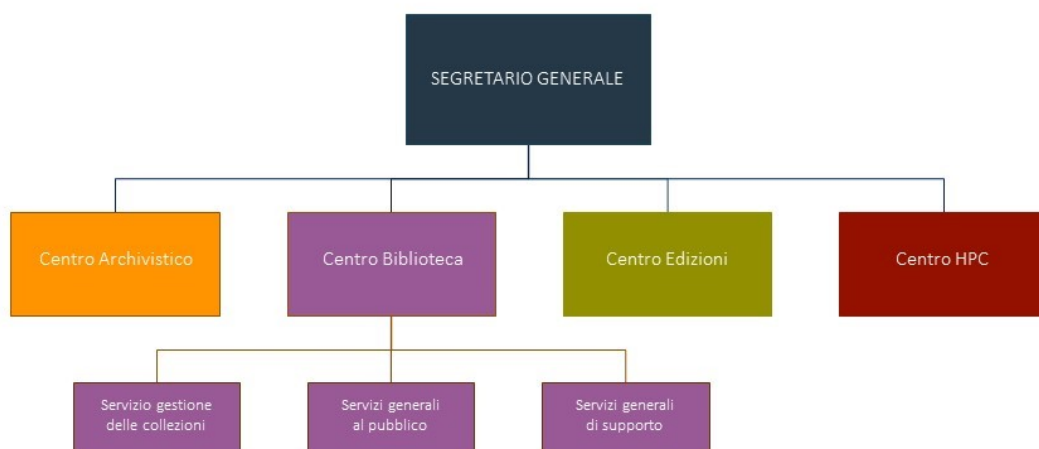 SEGRETARIO GENERALE
Centro Archivistico
Centro Biblioteca
Centro Edizioni
Centro HPC
Servizio gestione
delle collezioni
Servizi generali
al pubblico
Servizi generali
di supporto